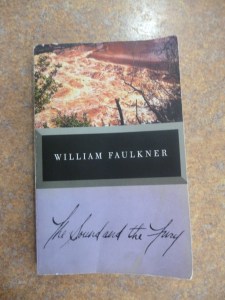 WILLIAM FAULKNER
The Sound and the Fury